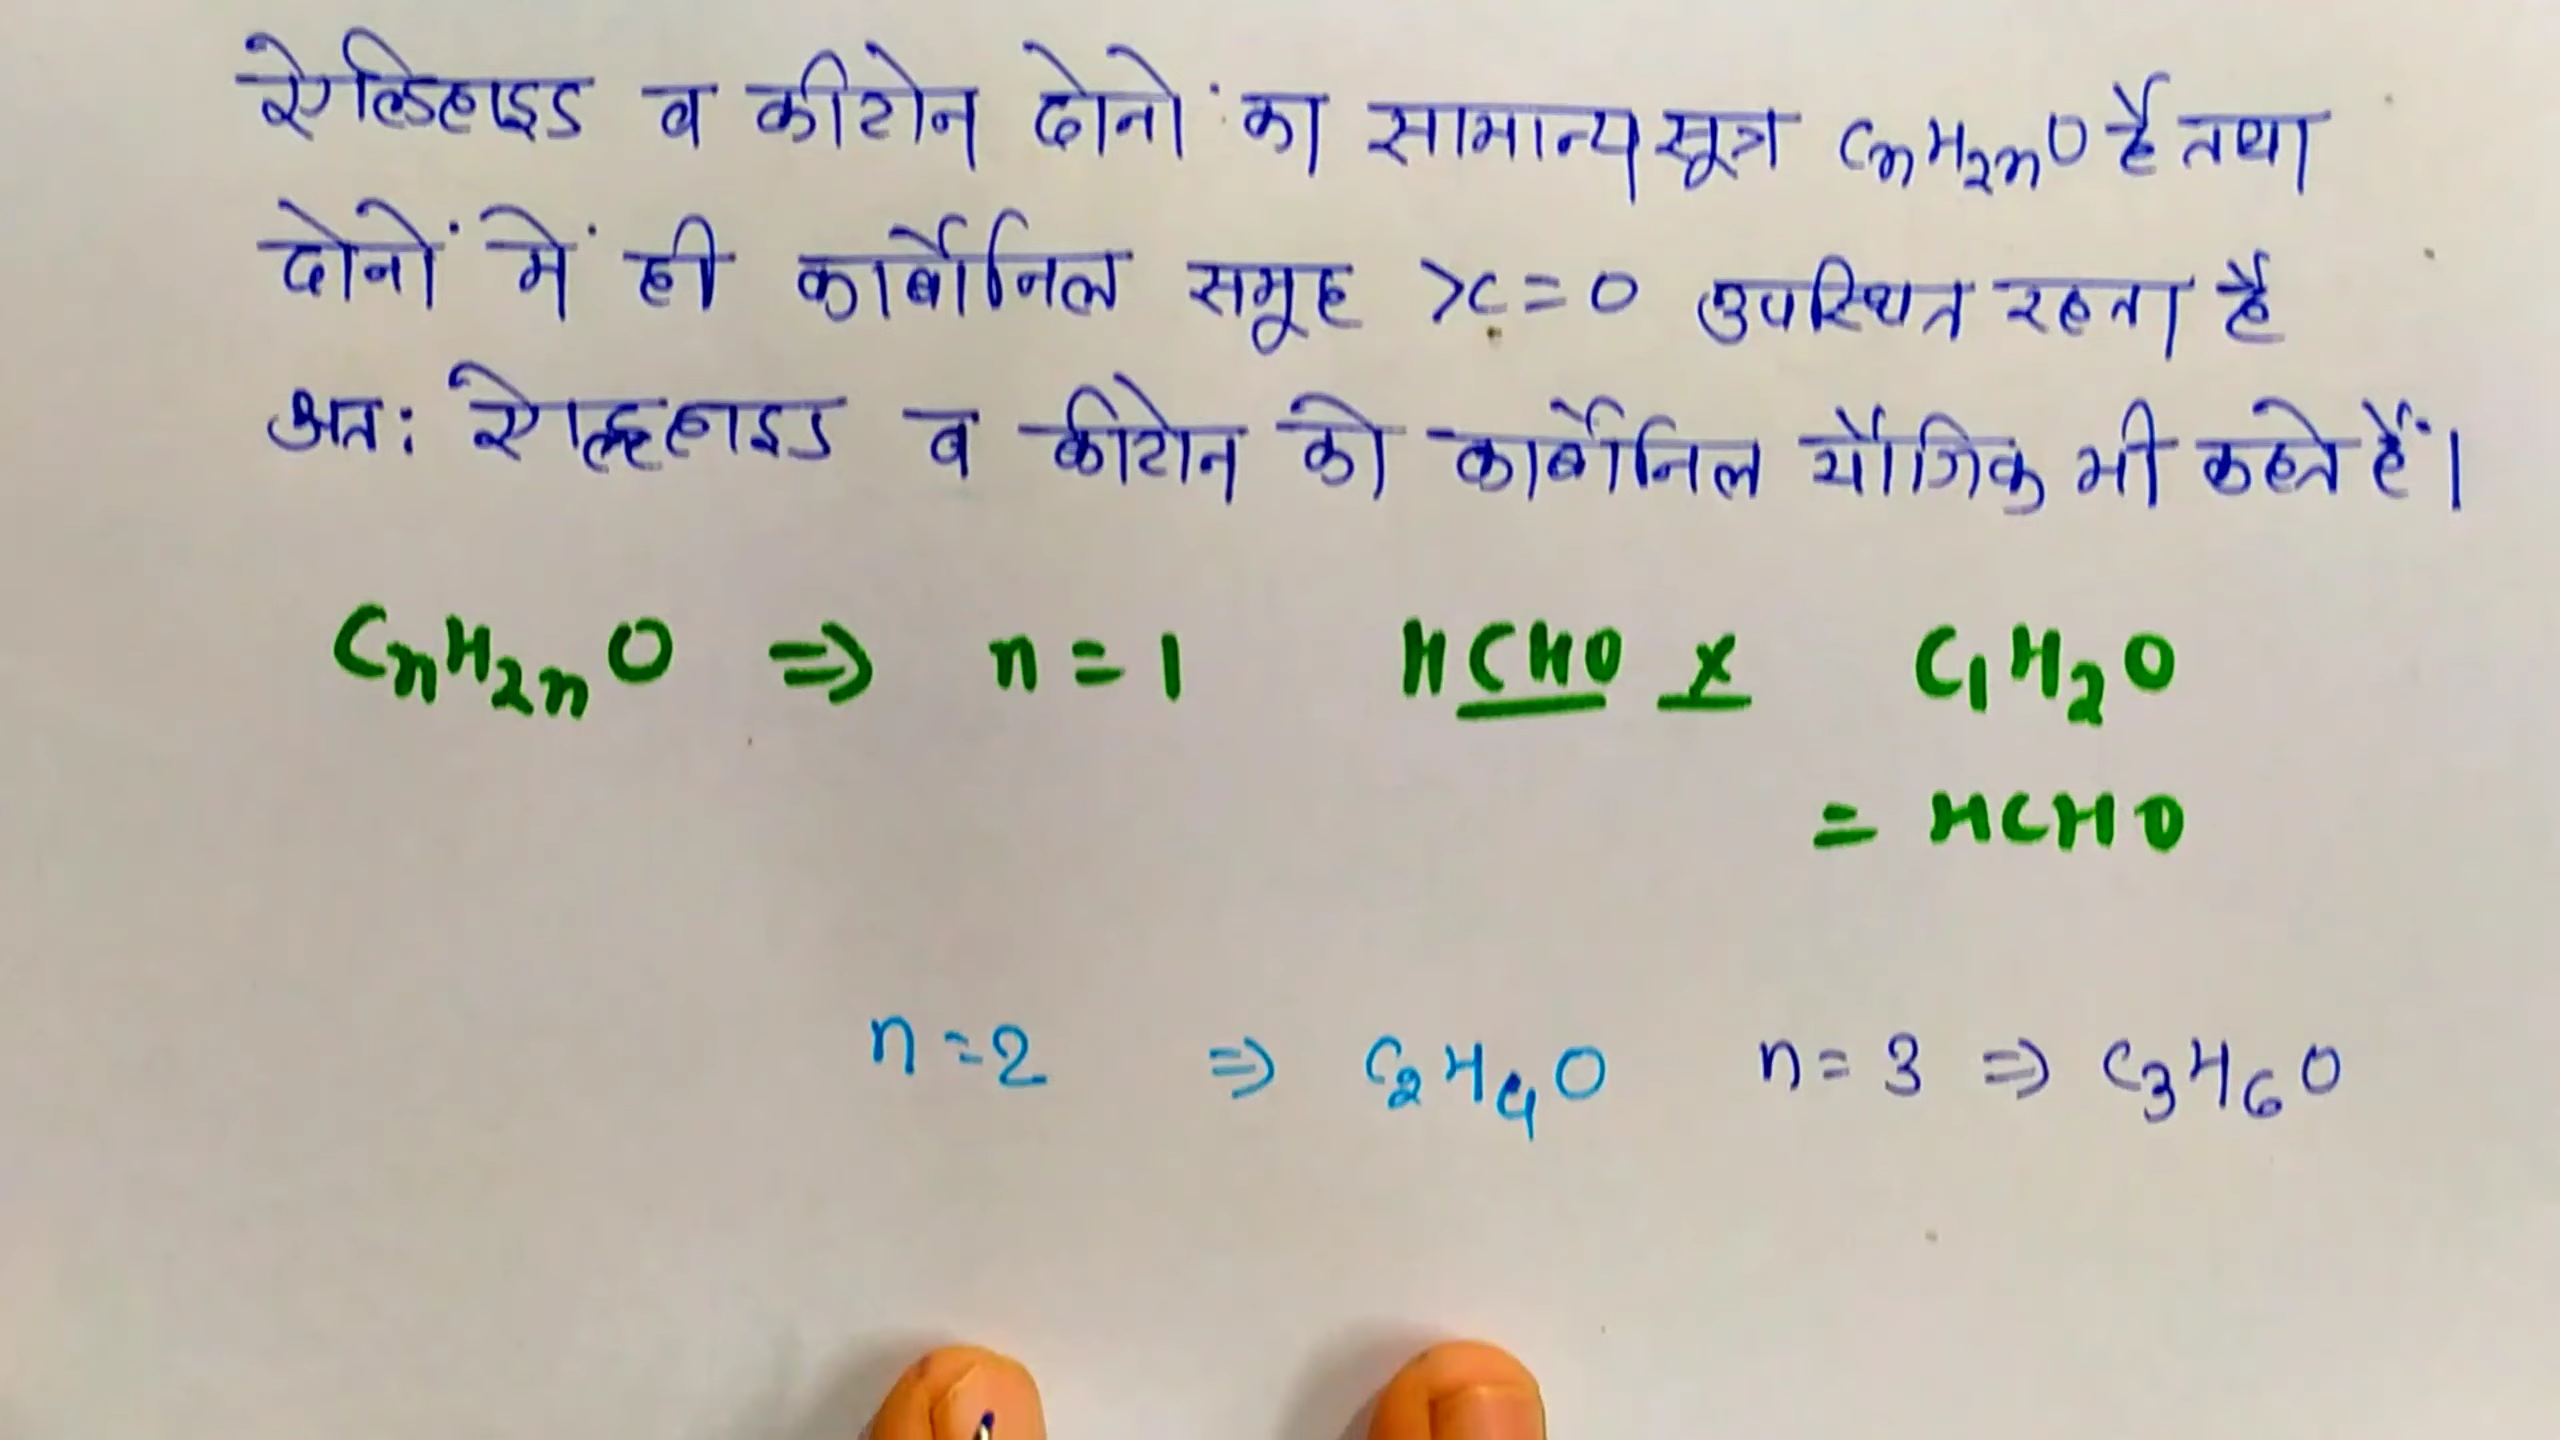 ऐल्डिहाइड व कीटोन दोनों का सामान्य सूत्र CₙH₂ₙO है तथा
दोनों में ही कार्बोनिल समूह >C=O उपस्थित रहता है
अतः ऐल्डिहाइड व कीटोन को कार्बोनिल यौगिक भी कहते हैं।
CₙH₂ₙO ⇒ n = 1 HCHO x C₁H₂O
= HCHO
n = 2 ⇒ C₂H₄O n = 3 ⇒ C₃H₆O